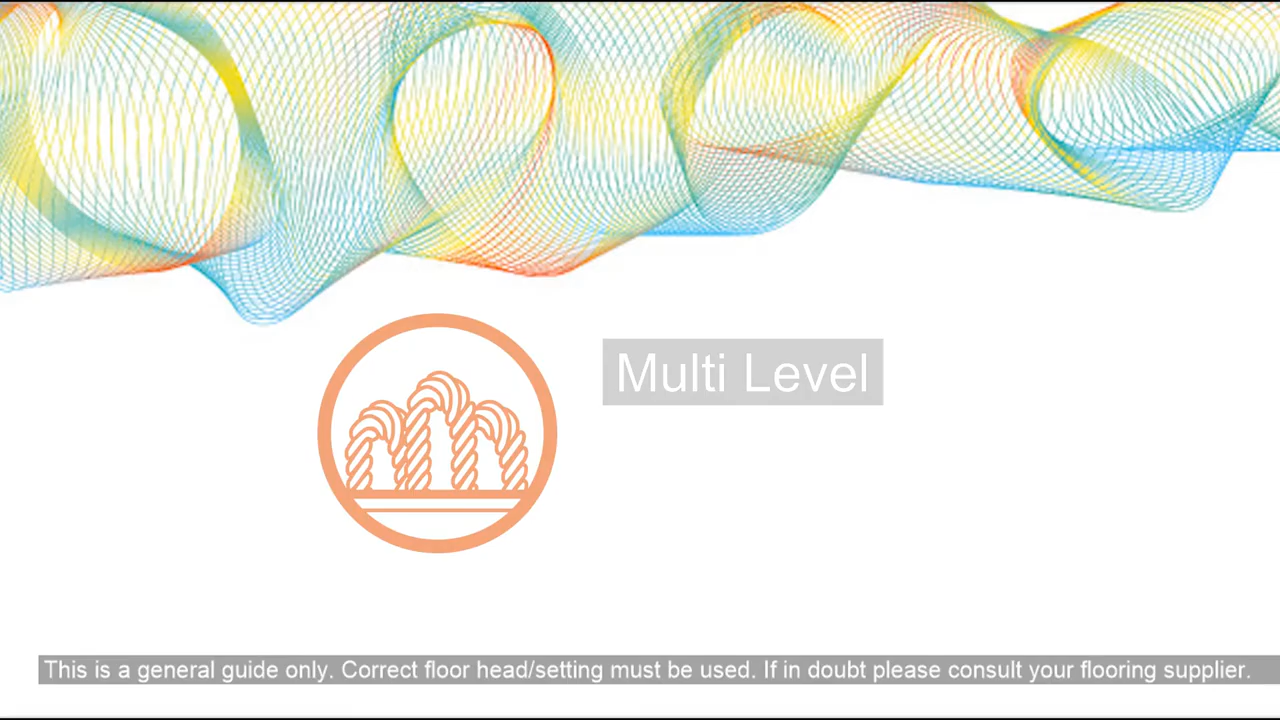 Multi Level
This is a general guide only. Correct floor head/setting must be used. If in doubt please consult your flooring supplier.